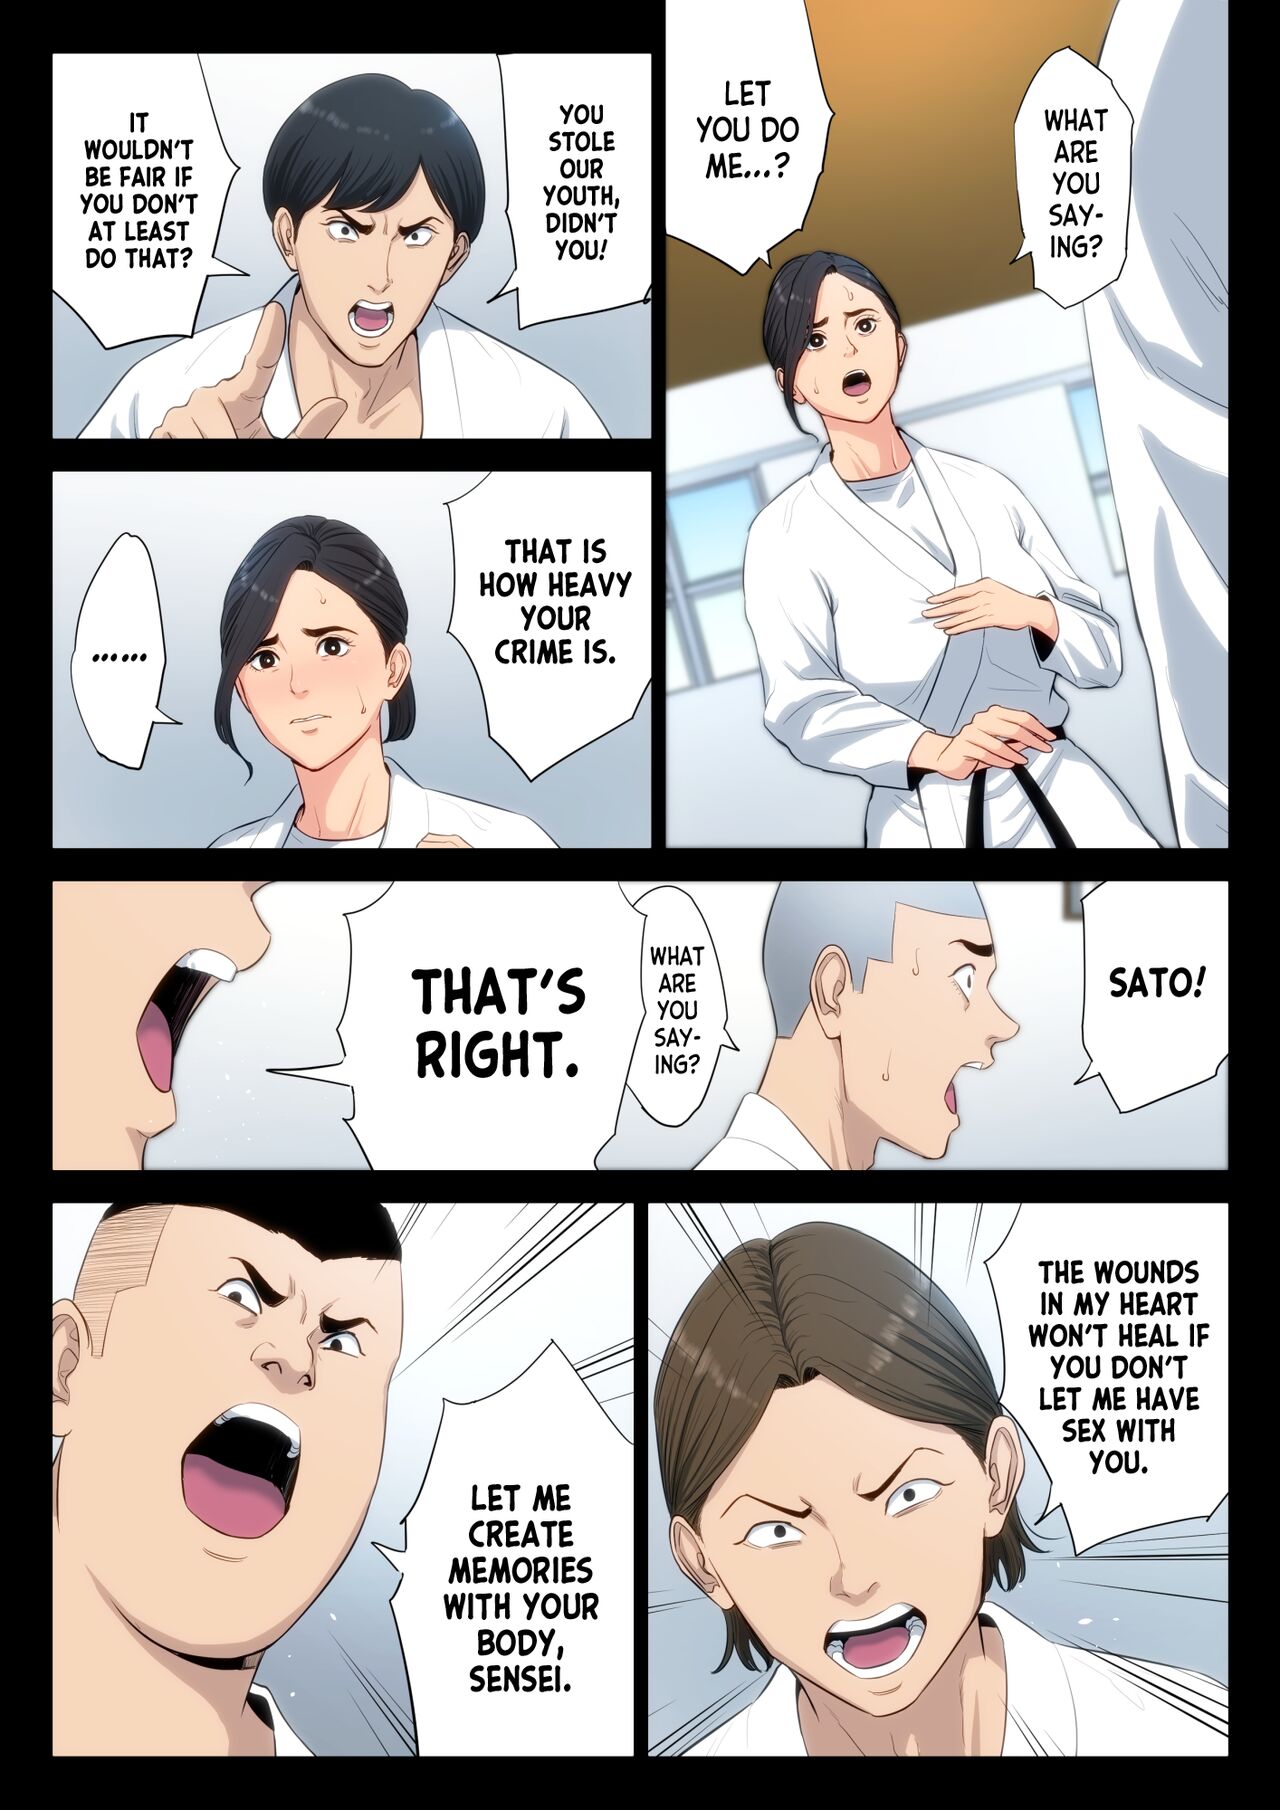 WHAT
ARE
YOU
SAY-
ING?
LET
YOU DO
ME...?
YOU
STOLE
OUR
YOUTH,
DIDN'T
YOU!
IT
WOULDN'T
BE FAIR IF
YOU DON'T
AT LEAST
DO THAT?
THAT IS
HOW HEAVY
YOUR
CRIME IS.
......
SATO!
WHAT
ARE
YOU
SAY-
ING?
THAT'S
RIGHT.
THE WOUNDS
IN MY HEART
WON'T HEAL IF
YOU DON'T
LET ME HAVE
SEX WITH
YOU.
LET ME
CREATE
MEMORIES
WITH YOUR
BODY,
SENSEI.